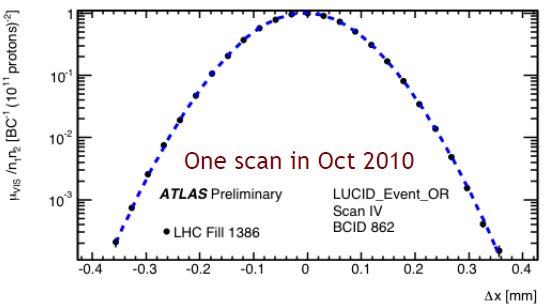 μVIS /n1n2 [BC-1 (10^11 protons)-2]
1
10-1
10-2
10-3
One scan in Oct 2010
ATLAS Preliminary
LHC Fill 1386
LUCID_Event_OR
Scan IV
BCID 862
-0.4 -0.3 -0.2 -0.1 0 0.1 0.2 0.3 0.4
Δx [mm]